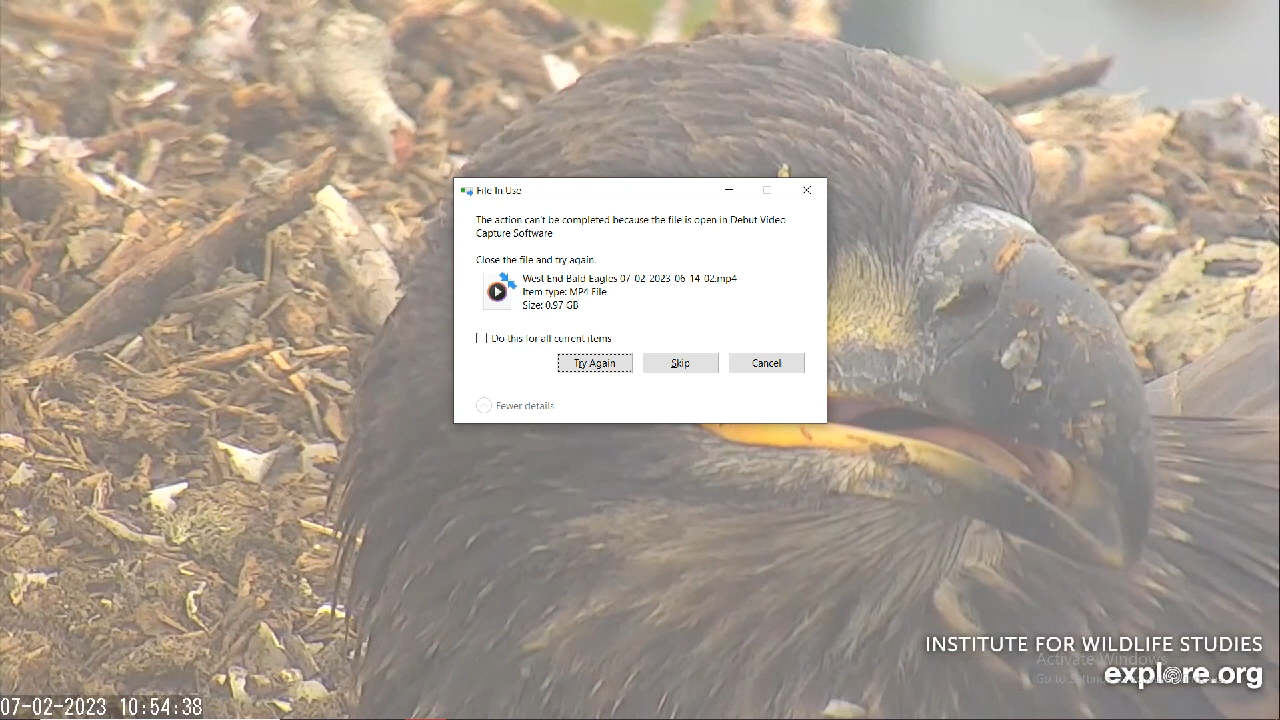 File In Use
The action can't be completed because the file is open in Debut Video
Capture Software
Close the file and try again.
West End Bald Eagles 07-02-2023 06-14-02.mp4
Item type: MP4 File
Size: 0.97 GB
Do this for all current items
Try Again Skip Cancel
Fewer details
INSTITUTE FOR WILDLIFE STUDIES
Activate Windows
explore.org
07-02-2023 10:54:38